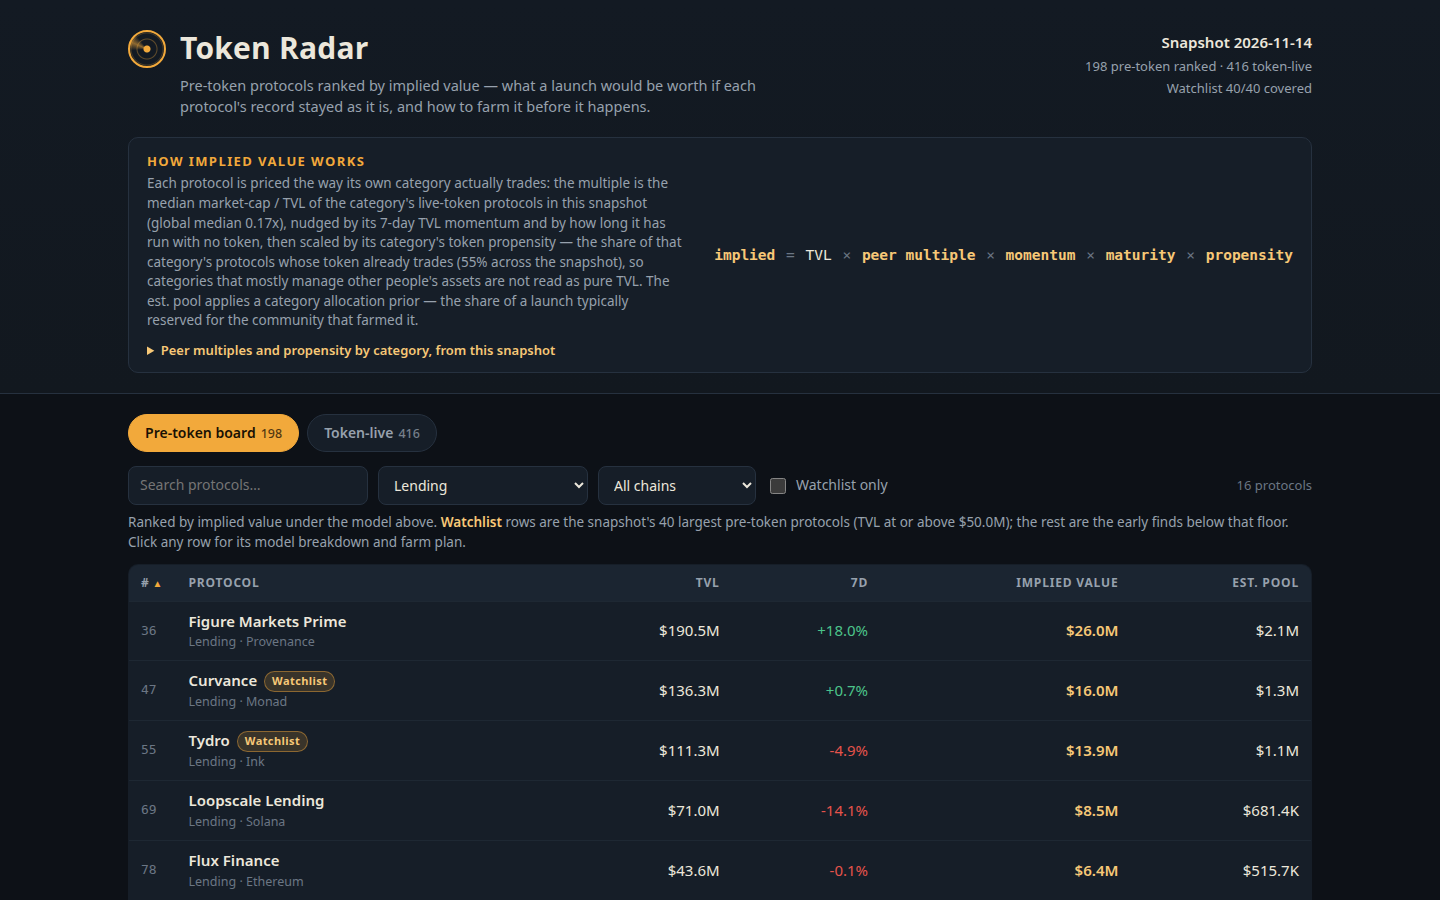 Token Radar
Pre-token protocols ranked by implied value — what a launch would be worth if each
protocol's record stayed as it is, and how to farm it before it happens.
Snapshot 2026-11-14
198 pre-token ranked · 416 token-live
Watchlist 40/40 covered
HOW IMPLIED VALUE WORKS
Each protocol is priced the way its own category actually trades: the multiple is the
median market-cap / TVL of the category's live-token protocols in this snapshot
(global median 0.17x), nudged by its 7-day TVL momentum and by how long it has
run with no token, then scaled by its category's token propensity — the share of that
category's protocols whose token already trades (55% across the snapshot), so
categories that mostly manage other people's assets are not read as pure TVL. The
est. pool applies a category allocation prior — the share of a launch typically
reserved for the community that farmed it.
implied = TVL × peer multiple × momentum × maturity × propensity
▶ Peer multiples and propensity by category, from this snapshot
Pre-token board 198
Token-live 416
Search protocols...
Lending
All chains
Watchlist only
16 protocols
Ranked by implied value under the model above. Watchlist rows are the snapshot's 40 largest pre-token protocols (TVL at or above $50.0M); the rest are the early finds below that floor.
Click any row for its model breakdown and farm plan.
# ▲ PROTOCOL TVL 7D IMPLIED VALUE EST. POOL
36 Figure Markets Prime $190.5M +18.0% $26.0M $2.1M
Lending · Provenance
47 Curvance Watchlist $136.3M +0.7% $16.0M $1.3M
Lending · Monad
55 Tydro Watchlist $111.3M -4.9% $13.9M $1.1M
Lending · Ink
69 Loopscale Lending $71.0M -14.1% $8.5M $681.4K
Lending · Solana
78 Flux Finance $43.6M -0.1% $6.4M $515.7K
Lending · Ethereum